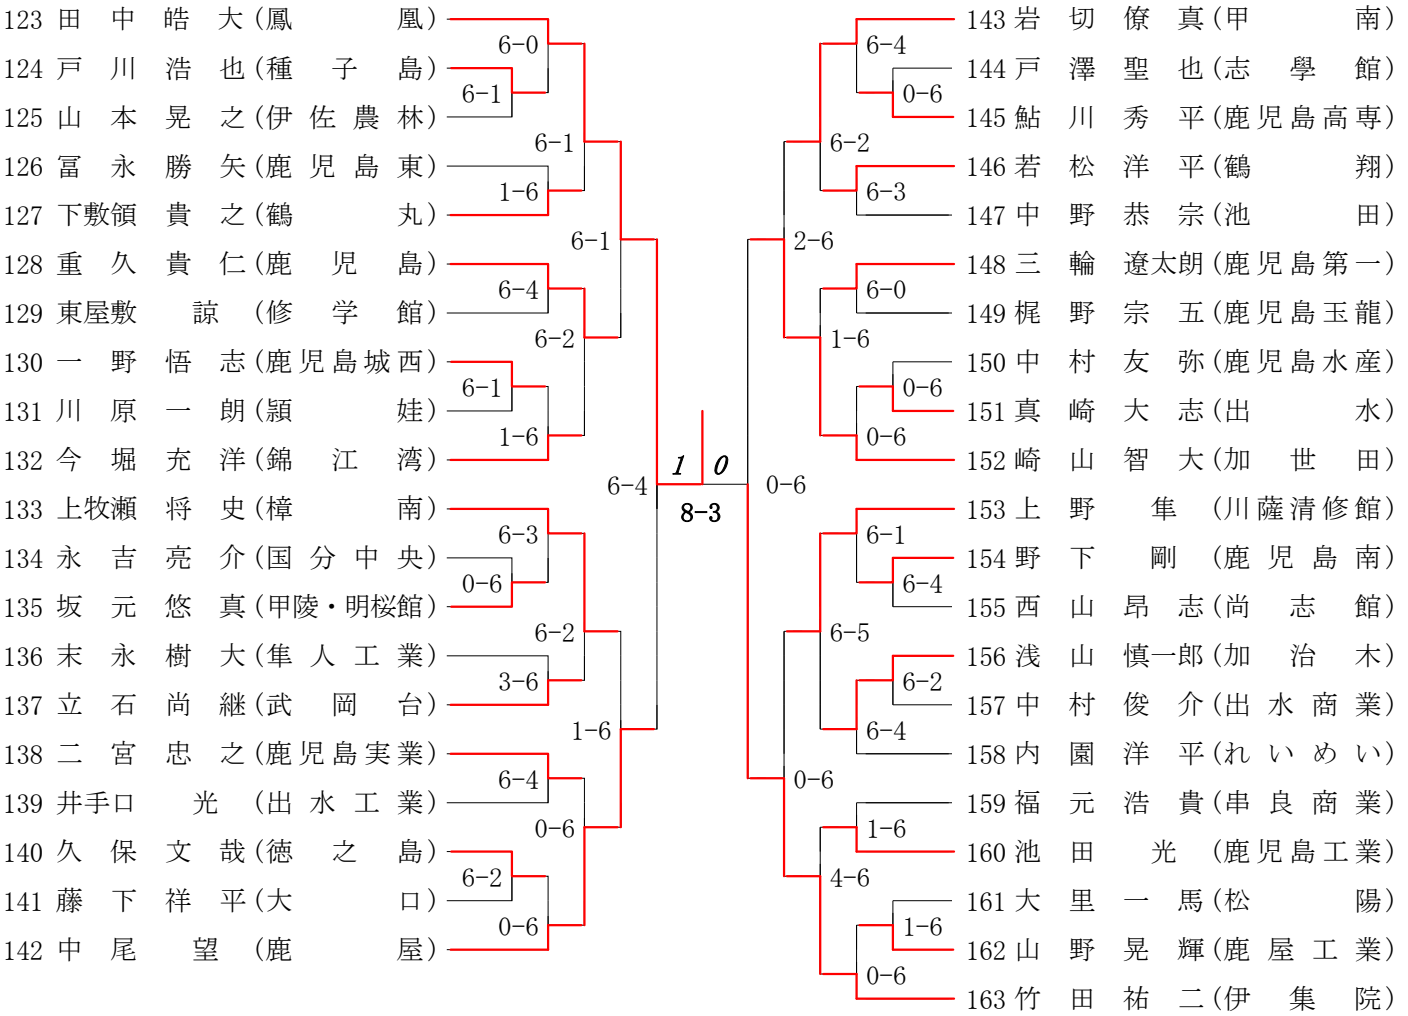 123 田中皓大(鳳凰)
6-0
124 戸川浩也(種子島)
6-1
125 山本晃之(伊佐農林)
6-1
126 冨永勝矢(鹿児島東)
1-6
127 下敷領貴之(鶴丸)
6-1
128 重久貴仁(鹿児島)
6-4
129 東屋敷諒(修学館)
6-2
130 一野悟志(鹿児島城西)
6-1
131 川原一朗(頴娃)
1-6
132 今堀充洋(錦江湾)
6-4
133 上牧瀬将史(樟南)
6-3
134 永吉亮介(国分中央)
0-6
135 坂元悠真(甲陵・明桜館)
6-2
136 末永樹大(隼人工業)
3-6
137 立石尚継(武岡台)
1-6
138 二宮忠之(鹿児島実業)
6-4
139 井手口光(出水工業)
0-6
140 久保文哉(徳之島)
6-2
141 藤下祥平(大口)
0-6
142 中尾望(鹿屋)
1 0
8-3
143 岩切僚真(甲南)
6-4
144 戸澤聖也(志學館)
0-6
145 鮎川秀平(鹿児島高専)
6-2
146 若松洋平(鶴翔)
6-3
147 中野恭宗(池田)
2-6
148 三輪遼太朗(鹿児島第一)
6-0
149 梶野宗五(鹿児島玉龍)
1-6
150 中村友弥(鹿児島水産)
0-6
151 真崎大志(出水)
0-6
152 崎山智大(加世田)
0-6
153 上野隼(川薩清修館)
6-1
154 野下剛(鹿児島南)
6-4
155 西山昂志(尚志館)
6-5
156 浅山慎一郎(加治木)
6-2
157 中村俊介(出水商業)
6-4
158 内園洋平(れいめい)
0-6
159 福元浩貴(串良商業)
1-6
160 池田光(鹿児島工業)
4-6
161 大里一馬(松陽)
1-6
162 山野晃輝(鹿屋工業)
0-6
163 竹田祐二(伊集院)